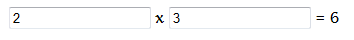 2 x 3 = 6